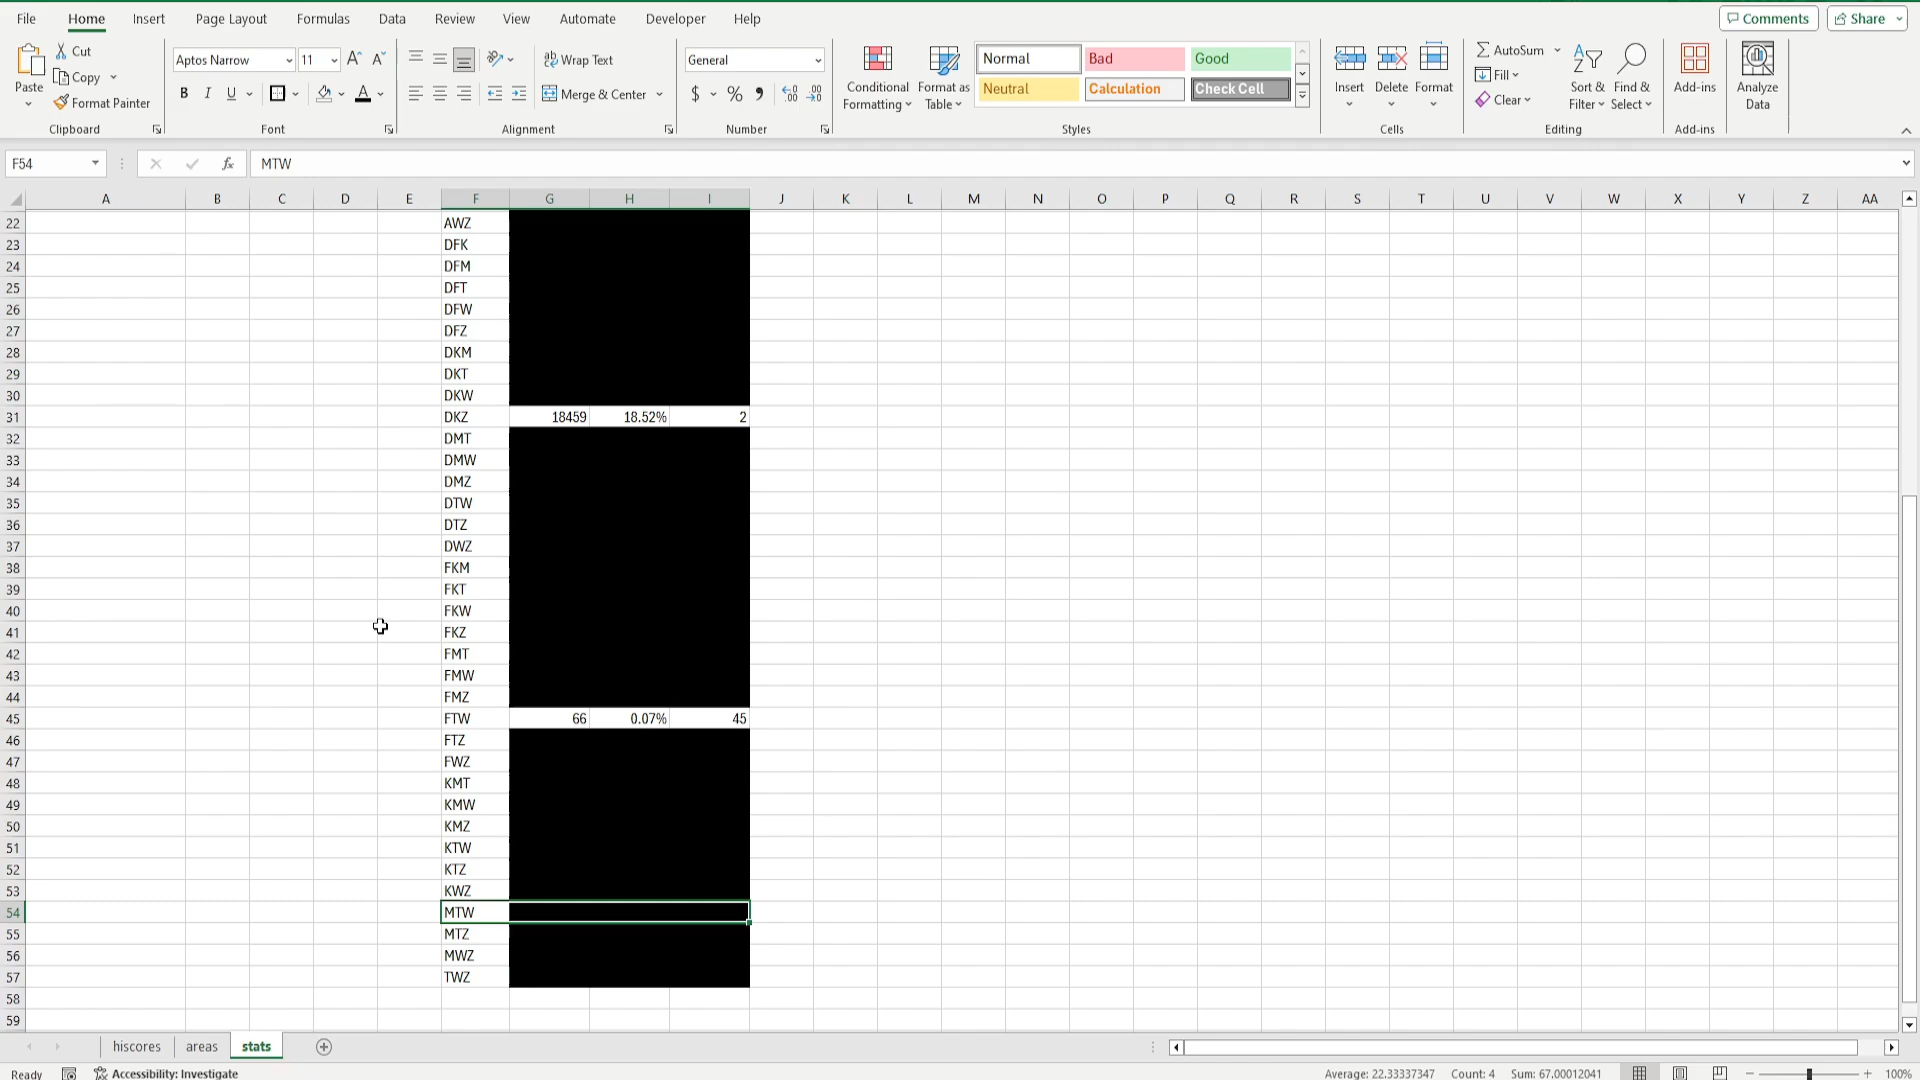 File Home Insert Page Layout Formulas Data Review View Automate Developer Help Comments Share
Paste Cut Copy Format Painter Clipboard
Aptos Narrow 11 A A B I U A Font
ab Wrap Text Merge & Center Alignment
General $ % 9 Number
Conditional Formatting Format as Table Normal Bad Good Neutral Calculation Check Cell Styles
Insert Delete Format Cells
AutoSum Fill Clear Sort & Filter Find & Select Editing
Add-ins Add-ins
Analyze Data
F54 fx MTW
A B C D E F G H I J K L M N O P Q R S T U V W X Y Z AA
22 AWZ
23 DFK
24 DFM
25 DFT
26 DFW
27 DFZ
28 DKM
29 DKT
30 DKW
31 DKZ 18459 18.52% 2
32 DMT
33 DMW
34 DMZ
35 DTW
36 DTZ
37 DWZ
38 FKM
39 FKT
40 FKW
41 FKZ
42 FMT
43 FMW
44 FMZ
45 FTW 66 0.07% 45
46 FTZ
47 FWZ
48 KMT
49 KMW
50 KMZ
51 KTW
52 KTZ
53 KWZ
54 MTW
55 MTZ
56 MWZ
57 TWZ
58
59
hiscores areas stats
Ready Accessibility: Investigate Average: 22.33337347 Count: 4 Sum: 67.00012041 100%